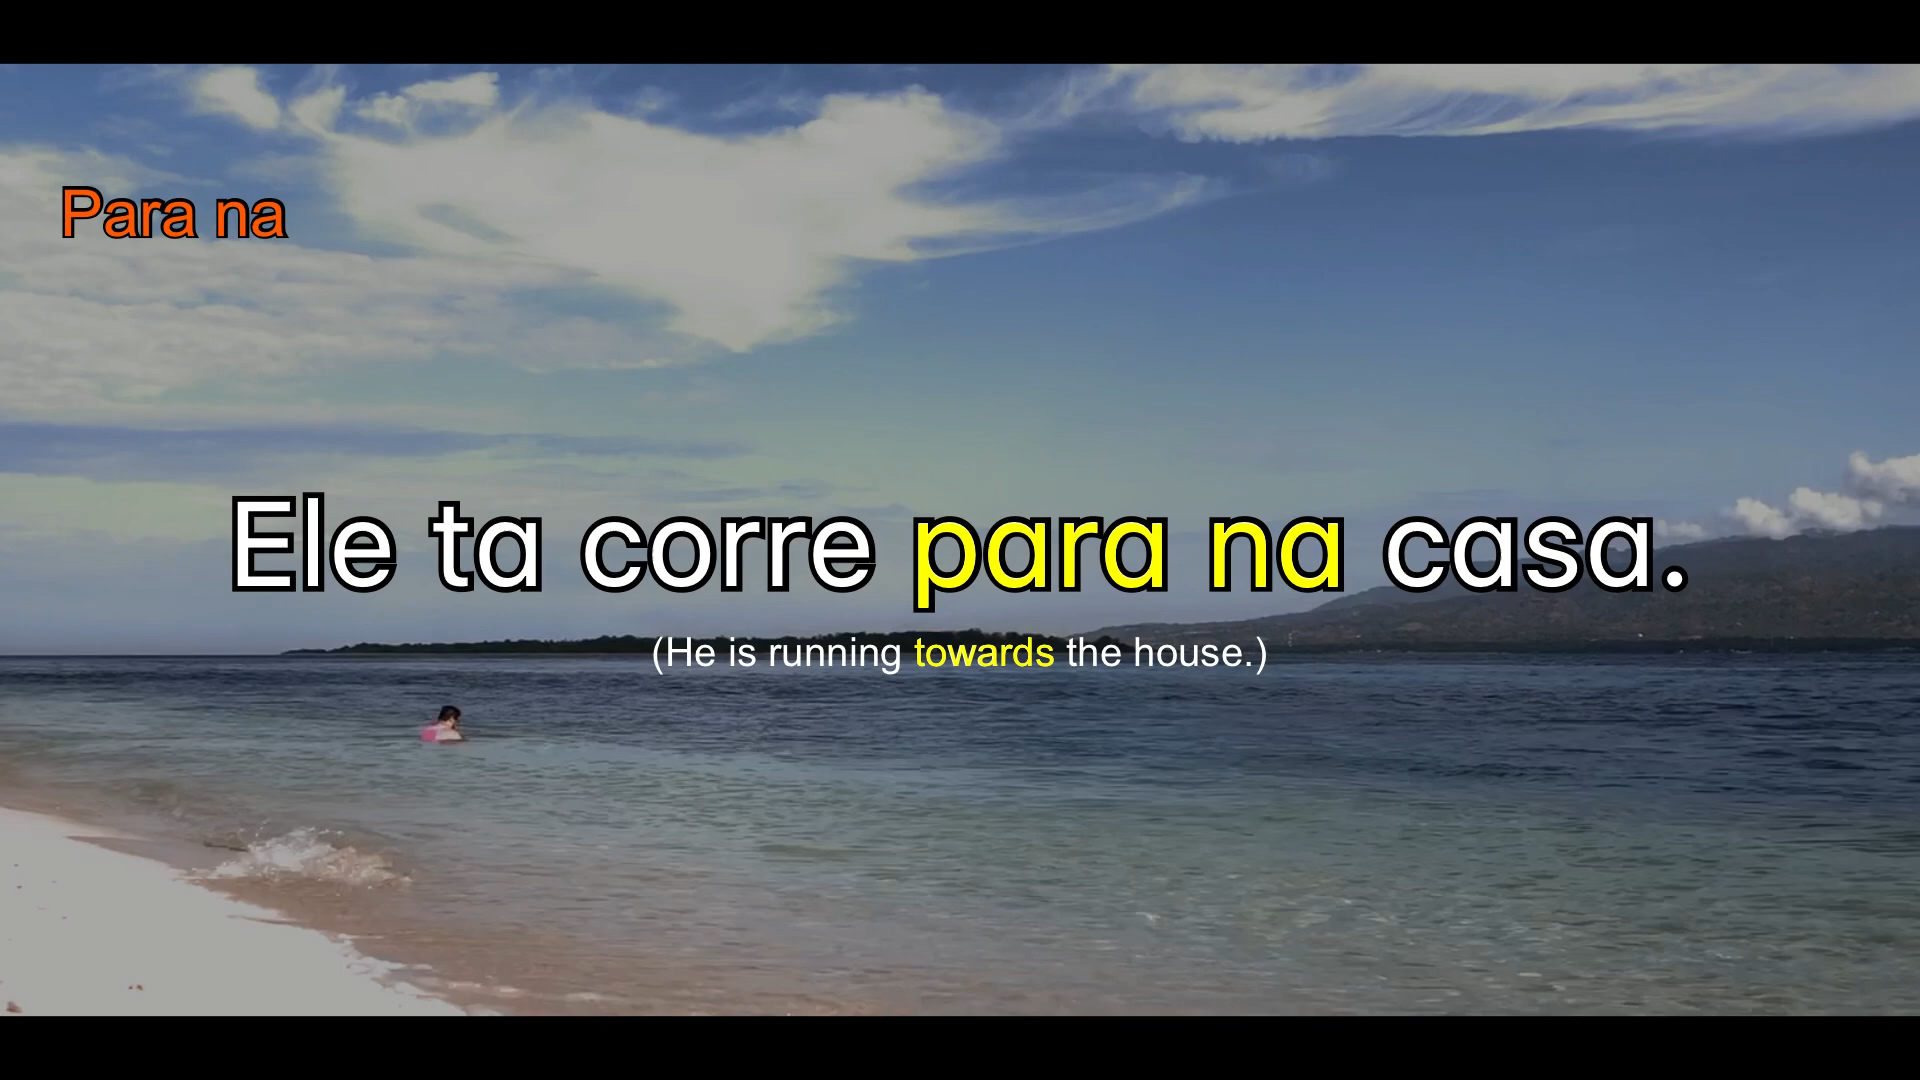 Para na
Ele ta corre para na casa.
(He is running towards the house.)